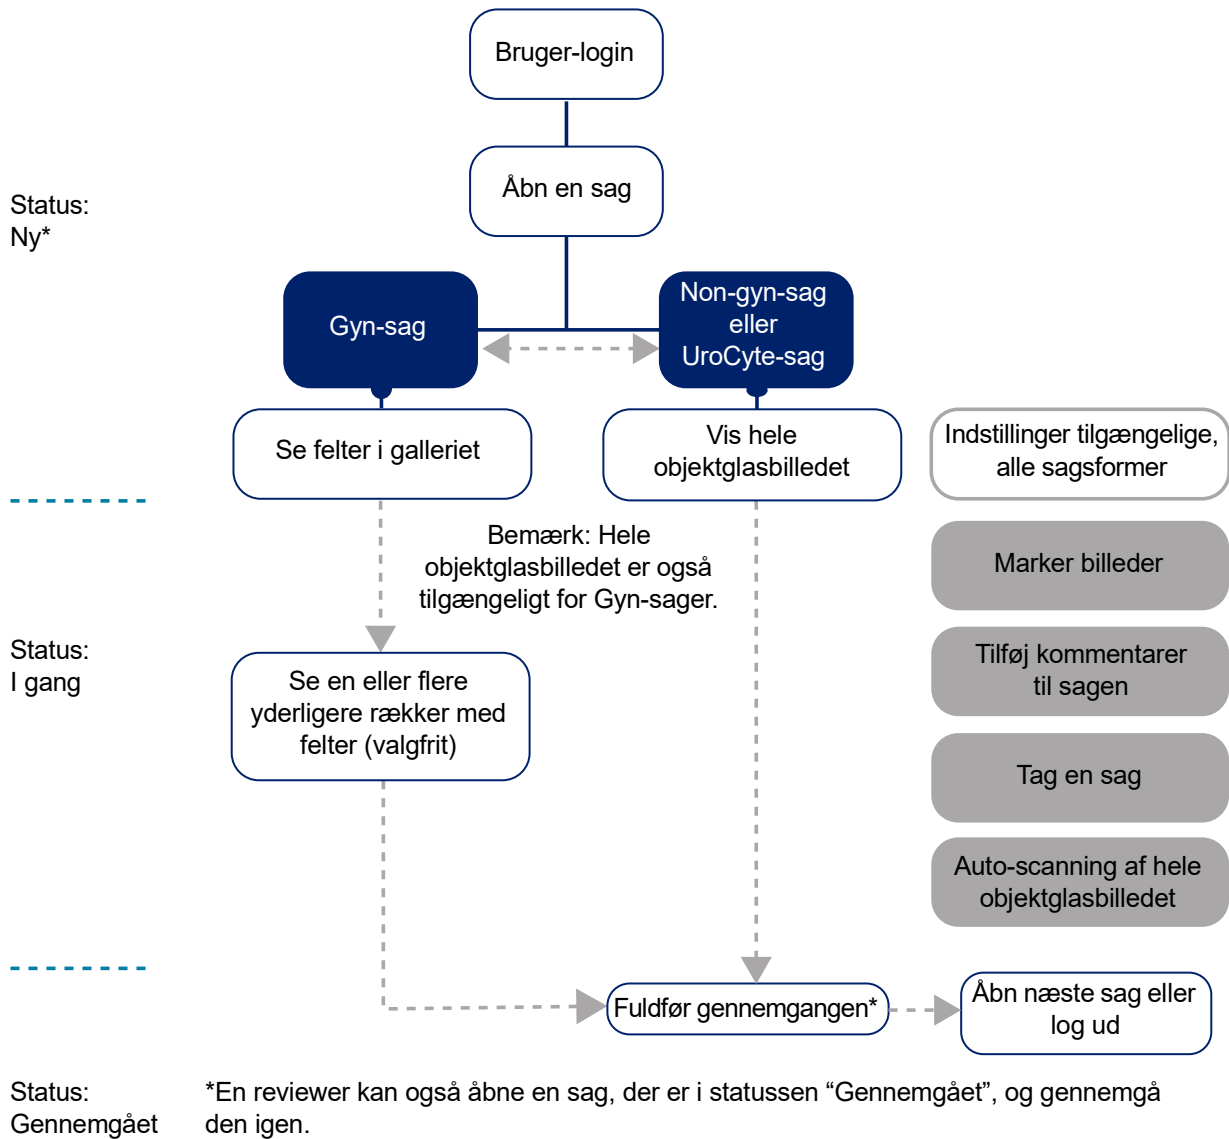 Bruger-login
Åbn en sag
Status:
Ny*
Gyn-sag
Non-gyn-sag
eller
UroCyte-sag
Se felter i galleriet
Vis hele
objektglasbilledet
Indstillinger tilgængelige,
alle sagsformer
Bemærk: Hele
objektglasbilledet er også
tilgængeligt for Gyn-sager.
Marker billeder
Status:
I gang
Se en eller flere
yderligere rækker med
felter (valgfrit)
Tilføj kommentarer
til sagen
Tag en sag
Auto-scanning af hele
objektglasbilledet
Fuldfør gennemgangen*
Åbn næste sag eller
log ud
Status:
Gennemgået
*En reviewer kan også åbne en sag, der er i statussen “Gennemgået”, og gennemgå
den igen.